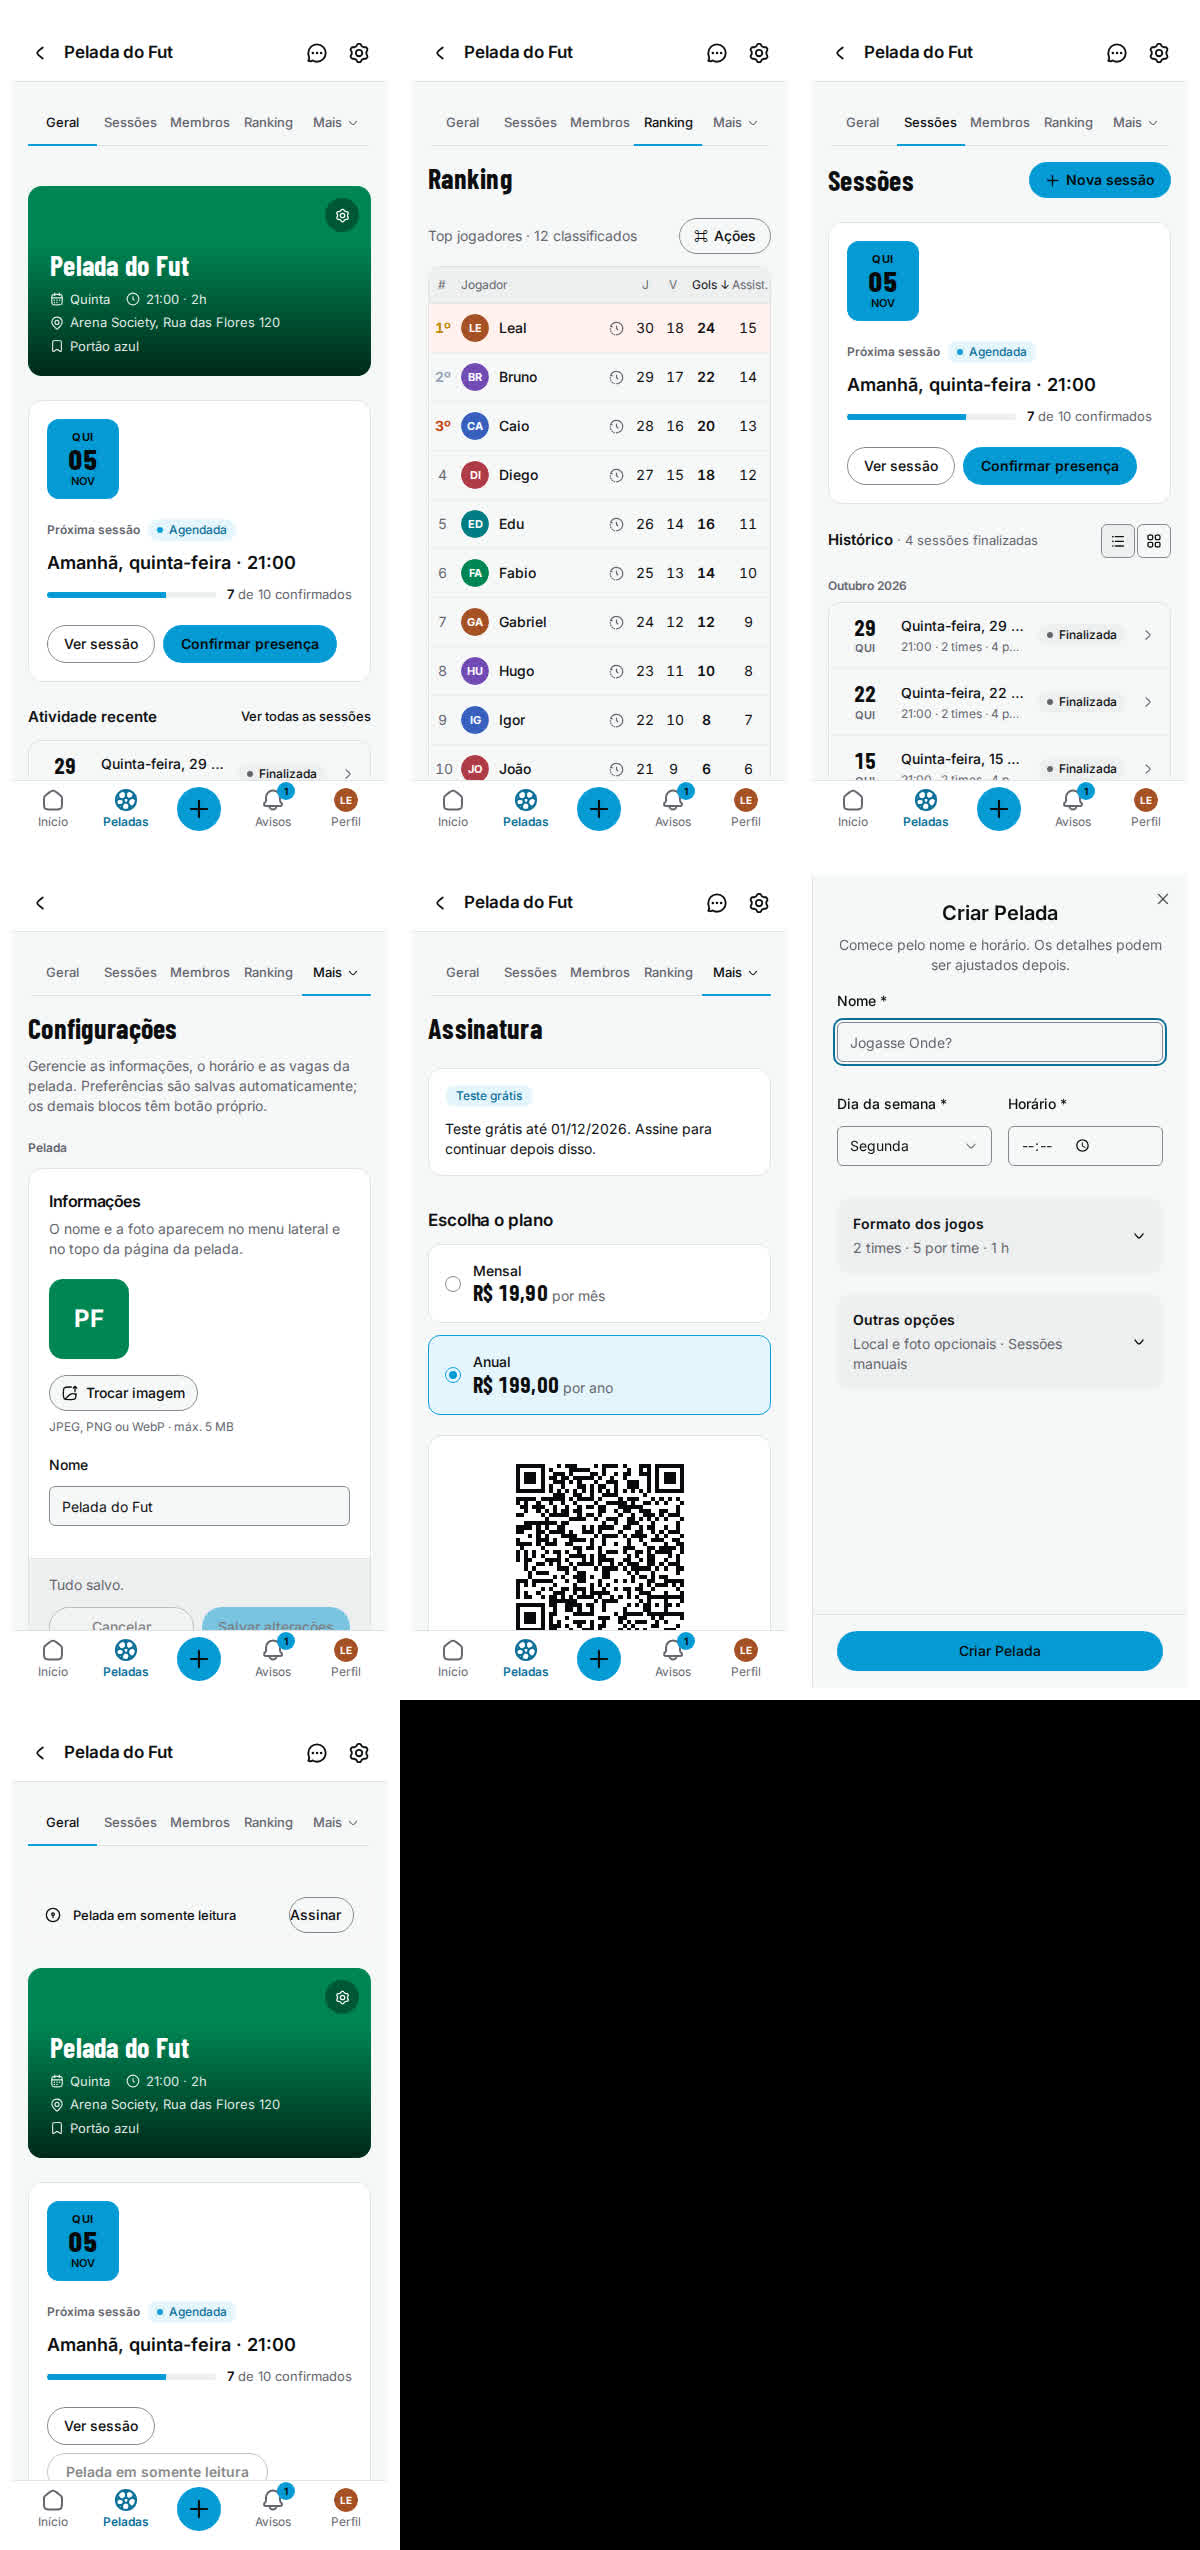 Pelada do Fut
Geral Sessões Membros Ranking Mais
Pelada do Fut
Quinta 21:00 · 2h
Arena Society, Rua das Flores 120
Portão azul
QUI
05
NOV
Próxima sessão Agendada
Amanhã, quinta-feira · 21:00
7 de 10 confirmados
Ver sessão Confirmar presença
Atividade recente Ver todas as sessões
29 Quinta-feira, 29 ... Finalizada
Início Peladas Avisos 1 LE Perfil
Pelada do Fut
Geral Sessões Membros Ranking Mais
Ranking
Top jogadores · 12 classificados Ações
# Jogador J V Gols Assist.
1º LE Leal 30 18 24 15
2º BR Bruno 29 17 22 14
3º CA Caio 28 16 20 13
4 DI Diego 27 15 18 12
5 ED Edu 26 14 16 11
6 FA Fabio 25 13 14 10
7 GA Gabriel 24 12 12 9
8 HU Hugo 23 11 10 8
9 IG Igor 22 10 8 7
10 JO João 21 9 6 6
Início Peladas Avisos 1 LE Perfil
Pelada do Fut
Geral Sessões Membros Ranking Mais
Sessões Nova sessão
QUI
05
NOV
Próxima sessão Agendada
Amanhã, quinta-feira · 21:00
7 de 10 confirmados
Ver sessão Confirmar presença
Histórico · 4 sessões finalizadas
Outubro 2026
29 Quinta-feira, 29 ... Finalizada
QUI 21:00 · 2 times · 4 p...
22 Quinta-feira, 22 ... Finalizada
QUI 21:00 · 2 times · 4 p...
15 Quinta-feira, 15 ... Finalizada
QUI 21:00 · 2 times · 4 p...
Início Peladas Avisos 1 LE Perfil
Geral Sessões Membros Ranking Mais
Configurações
Gerencie as informações, o horário e as vagas da
pelada. Preferências são salvas automaticamente;
os demais blocos têm botão próprio.
Pelada
Informações
O nome e a foto aparecem no menu lateral e
no topo da página da pelada.
PF
Trocar imagem
JPEG, PNG ou WebP · máx. 5 MB
Nome
Pelada do Fut
Tudo salvo.
Cancelar Salvar alterações
Início Peladas Avisos 1 LE Perfil
Pelada do Fut
Geral Sessões Membros Ranking Mais
Assinatura
Teste grátis
Teste grátis até 01/12/2026. Assine para
continuar depois disso.
Escolha o plano
Mensal
R$ 19,90 por mês
Anual
R$ 199,00 por ano
Início Peladas Avisos 1 LE Perfil
Criar Pelada
Comece pelo nome e horário. Os detalhes podem
ser ajustados depois.
Nome *
Jogasse Onde?
Dia da semana * Horário *
Segunda --:--
Formato dos jogos
2 times · 5 por time · 1 h
Outras opções
Local e foto opcionais · Sessões
manuais
Criar Pelada
Pelada do Fut
Geral Sessões Membros Ranking Mais
Pelada em somente leitura Assinar
Pelada do Fut
Quinta 21:00 · 2h
Arena Society, Rua das Flores 120
Portão azul
QUI
05
NOV
Próxima sessão Agendada
Amanhã, quinta-feira · 21:00
7 de 10 confirmados
Ver sessão
Pelada em somente leitura
Início Peladas Avisos 1 LE Perfil